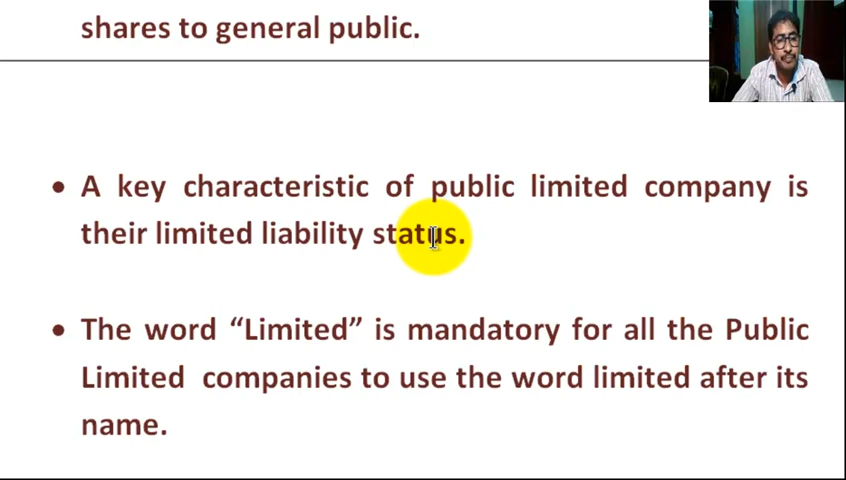 shares to general public.
• A key characteristic of public limited company is
their limited liability status.
• The word “Limited” is mandatory for all the Public
Limited companies to use the word limited after its
name.